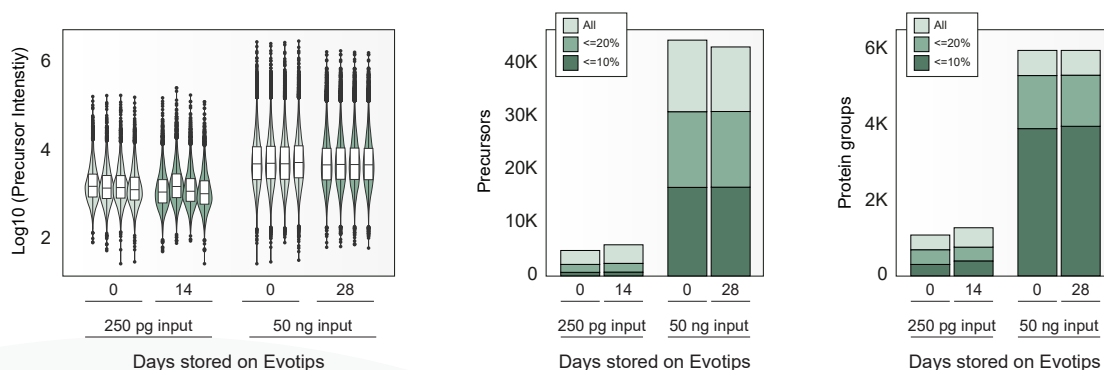 Log10 (Precursor Intenstiy)
6
4
2
0
14
0
28
250 pg input
50 ng input
Days stored on Evotips
All
<=20%
<=10%
Precursors
40K
30K
20K
10K
0
0
14
0
28
250 pg input
50 ng input
Days stored on Evotips
All
<=20%
<=10%
Protein groups
6K
4K
2K
0
0
14
0
28
250 pg input
50 ng input
Days stored on Evotips